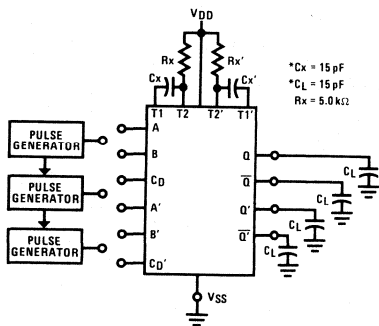 VDD
Rx
Rx'
Cx
Cx'
*Cx = 15 pF
*CL = 15 pF
Rx = 5.0 kΩ
T1 T2 T2' T1'
PULSE
GENERATOR
PULSE
GENERATOR
PULSE
GENERATOR
A
B
CD
A'
B'
CD'
Q
Q̅
Q'
Q̅'
CL
CL
CL
CL
VSS